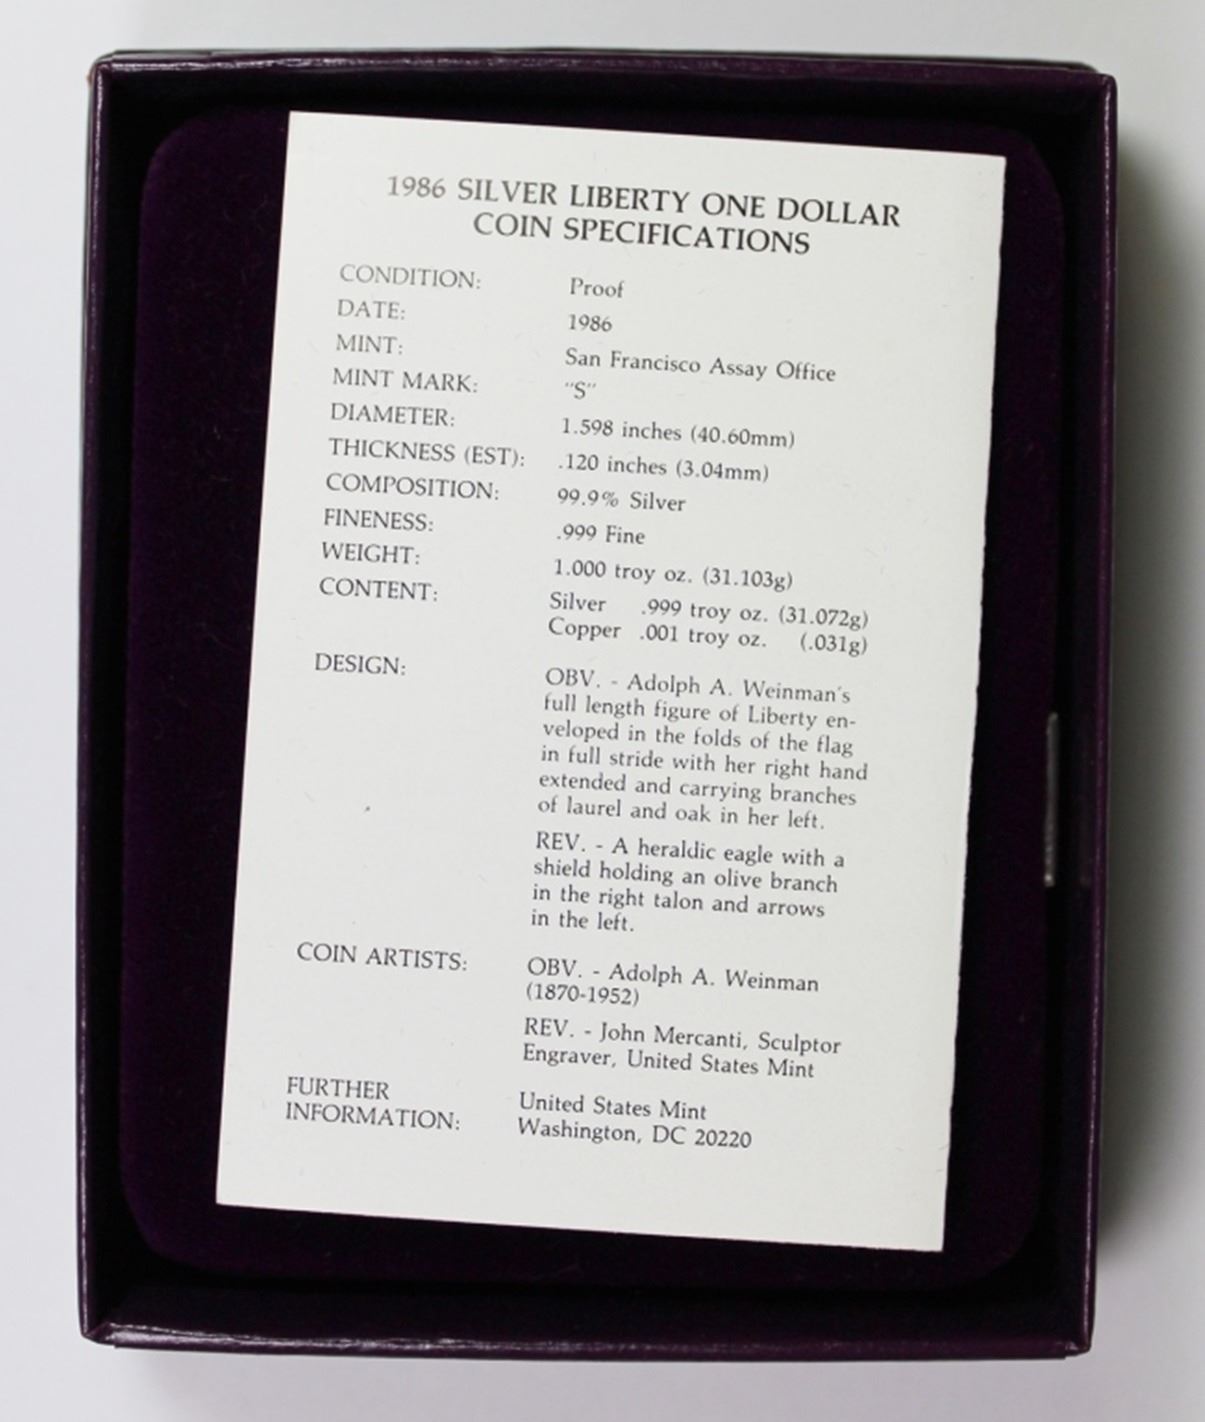 1986 SILVER LIBERTY ONE DOLLAR
COIN SPECIFICATIONS
CONDITION: Proof
DATE: 1986
MINT: San Francisco Assay Office
MINT MARK: "S"
DIAMETER: 1.598 inches (40.60mm)
THICKNESS (EST): .120 inches (3.04mm)
COMPOSITION: 99.9% Silver
FINENESS: .999 Fine
WEIGHT: 1.000 troy oz. (31.103g)
CONTENT: Silver .999 troy oz. (31.072g)
Copper .001 troy oz. (.031g)
DESIGN: OBV. - Adolph A. Weinman's
full length figure of Liberty en-
veloped in the folds of the flag
in full stride with her right hand
extended and carrying branches
of laurel and oak in her left.
REV. - A heraldic eagle with a
shield holding an olive branch
in the right talon and arrows
in the left.
COIN ARTISTS: OBV. - Adolph A. Weinman
(1870-1952)
REV. - John Mercanti, Sculptor
Engraver, United States Mint
FURTHER
INFORMATION: United States Mint
Washington, DC 20220